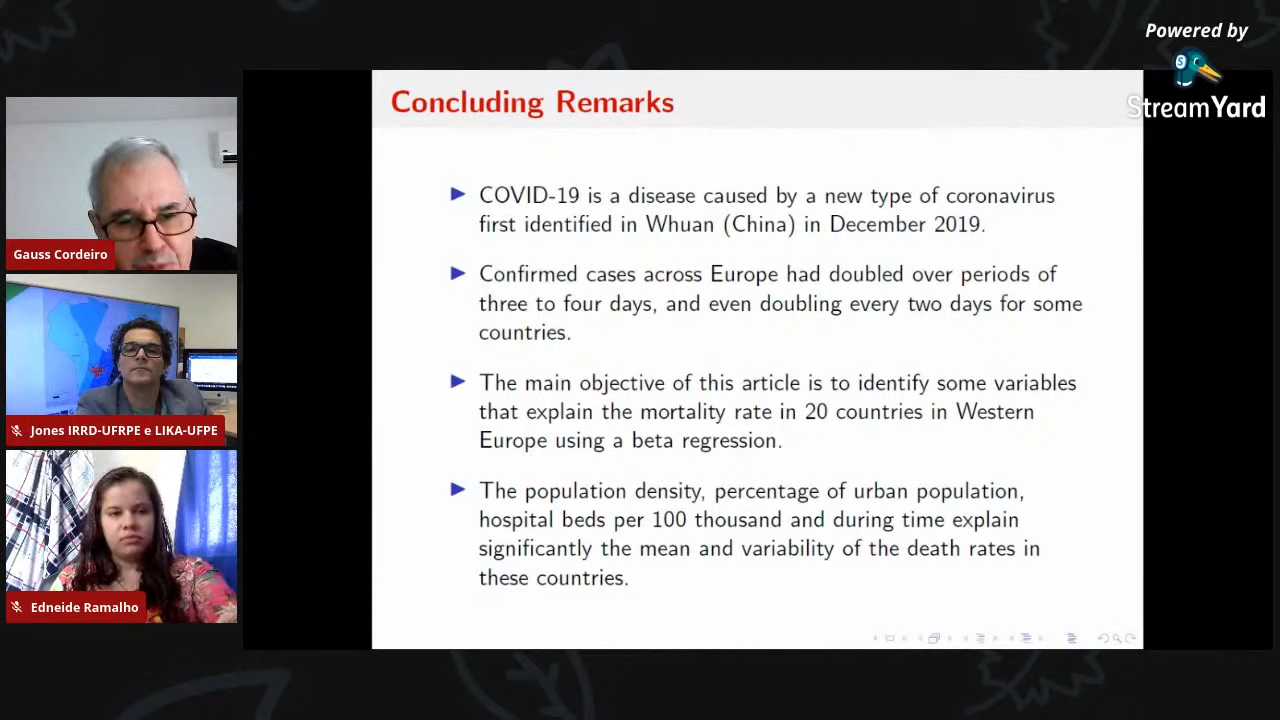 Powered by
StreamYard
Concluding Remarks
COVID-19 is a disease caused by a new type of coronavirus
first identified in Whuan (China) in December 2019.
Confirmed cases across Europe had doubled over periods of
three to four days, and even doubling every two days for some
countries.
The main objective of this article is to identify some variables
that explain the mortality rate in 20 countries in Western
Europe using a beta regression.
The population density, percentage of urban population,
hospital beds per 100 thousand and during time explain
significantly the mean and variability of the death rates in
these countries.
Gauss Cordeiro
Jones IRRD-UFRPE e LIKA-UFPE
Edneide Ramalho